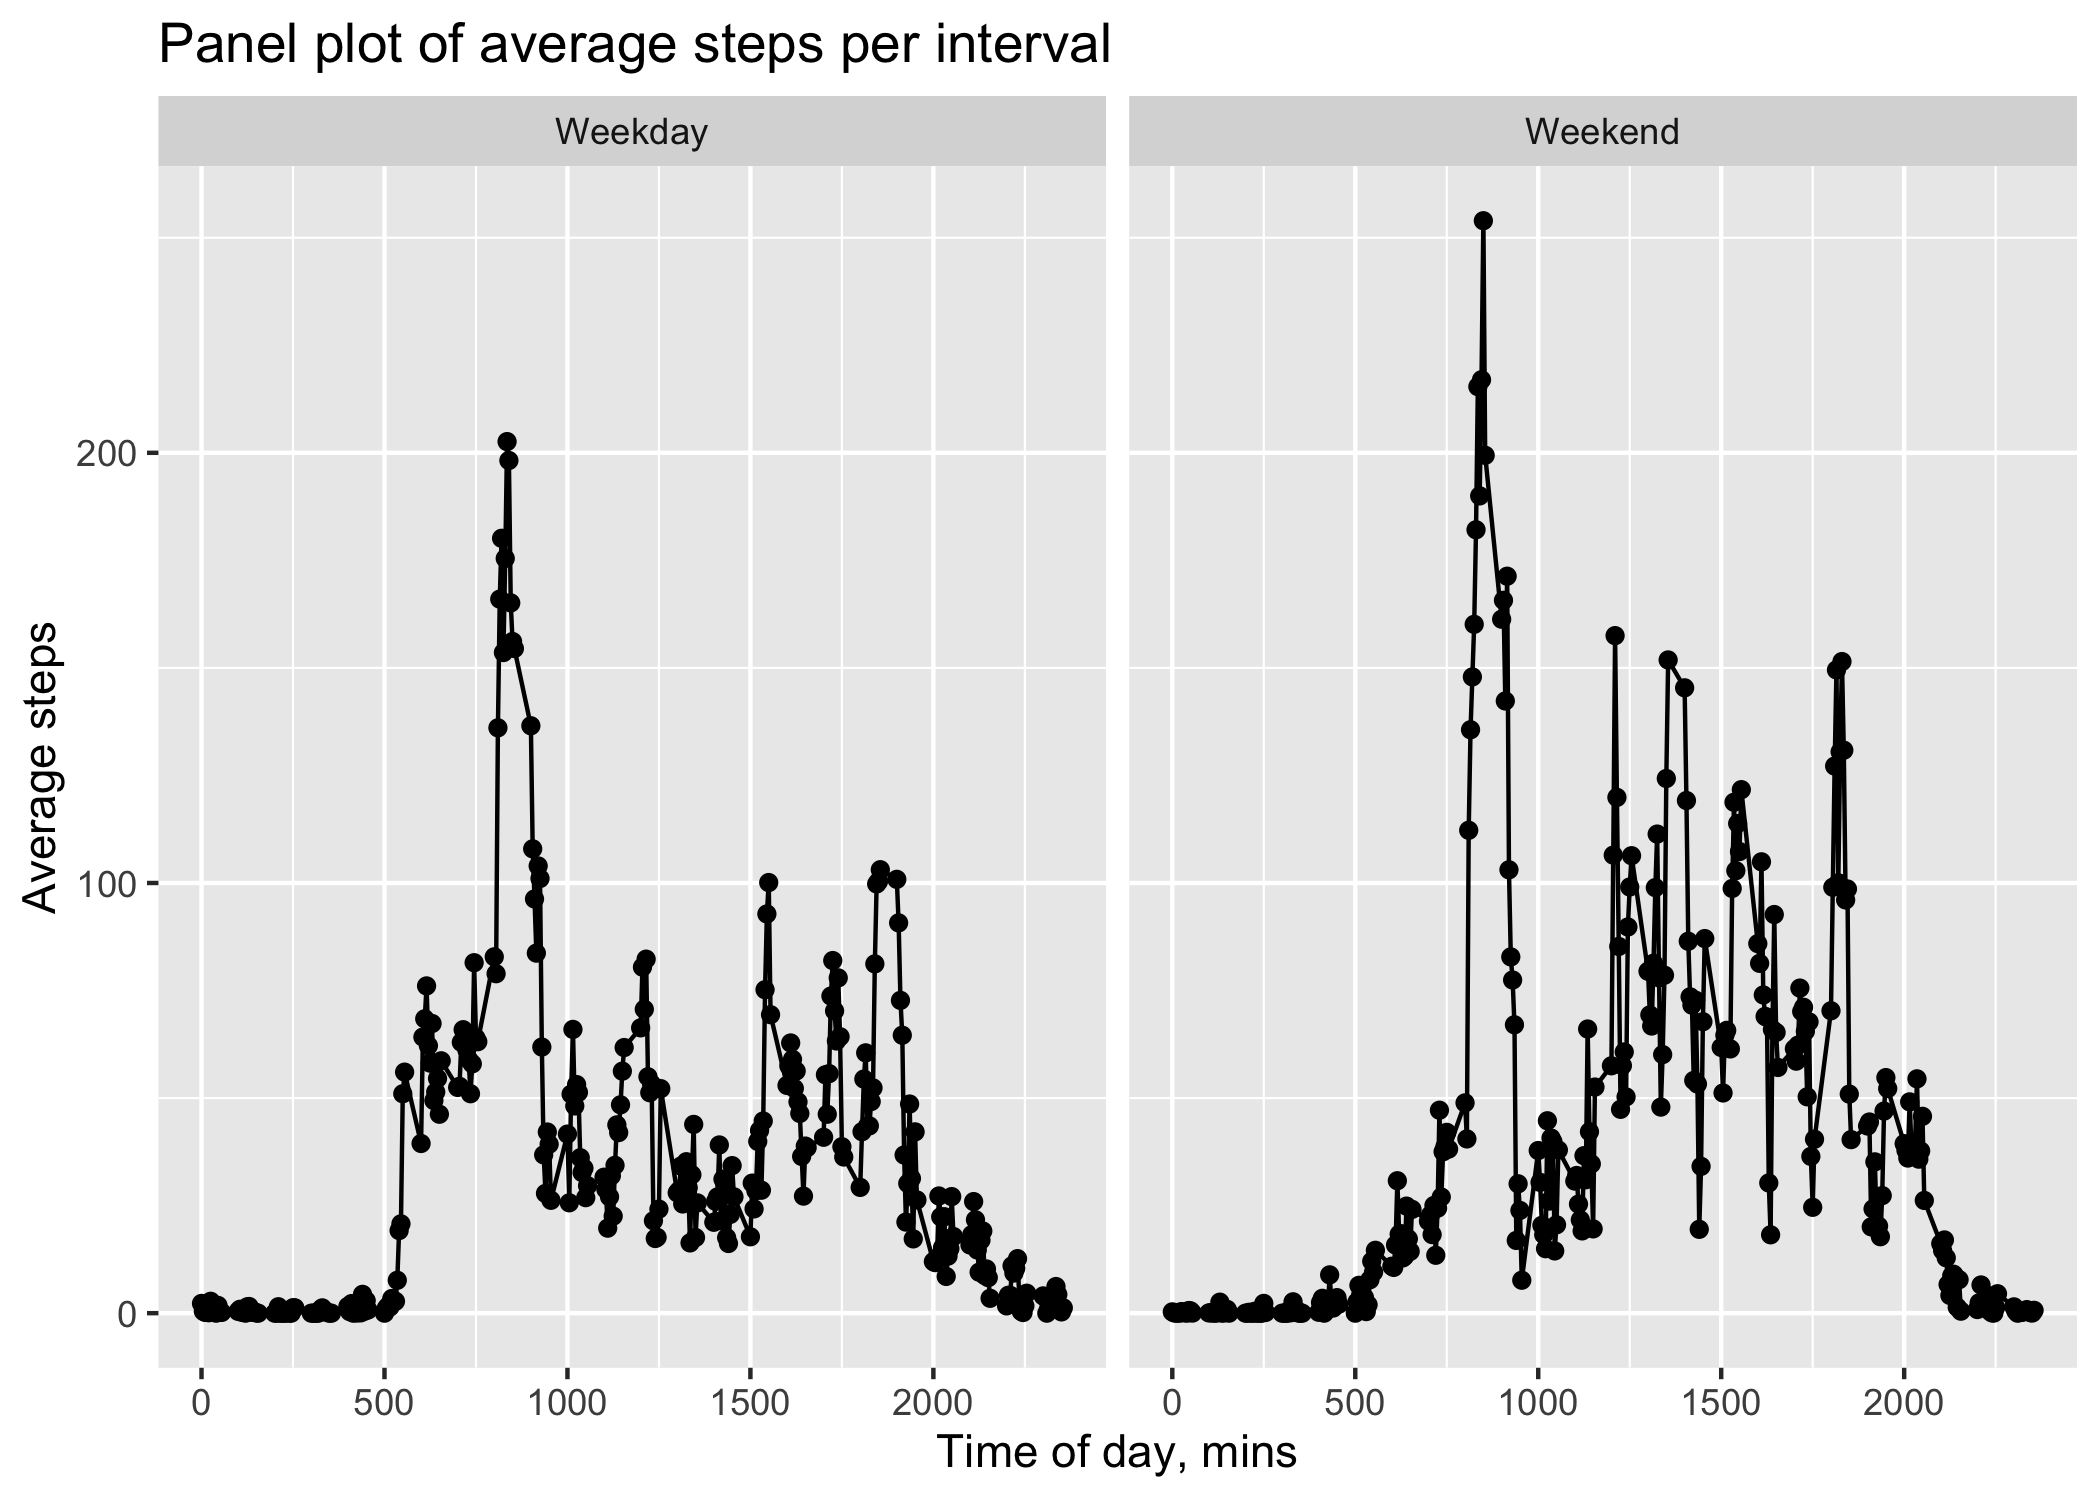 Panel plot of average steps per interval
Weekday
Weekend
Average steps
200
100
0
0 500 1000 1500 2000
0 500 1000 1500 2000
Time of day, mins